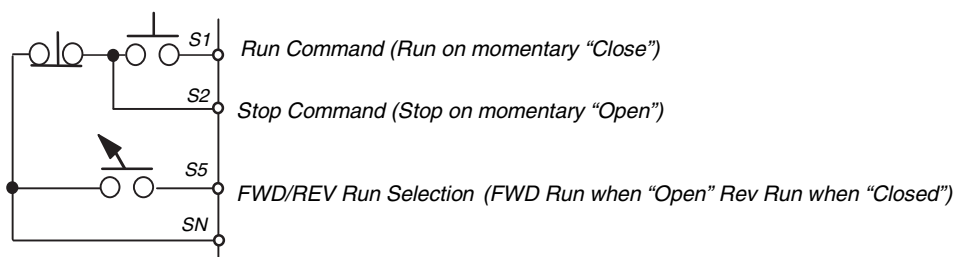 S1 Run Command (Run on momentary “Close”)
S2 Stop Command (Stop on momentary “Open”)
S5 FWD/REV Run Selection (FWD Run when “Open” Rev Run when “Closed”)
SN